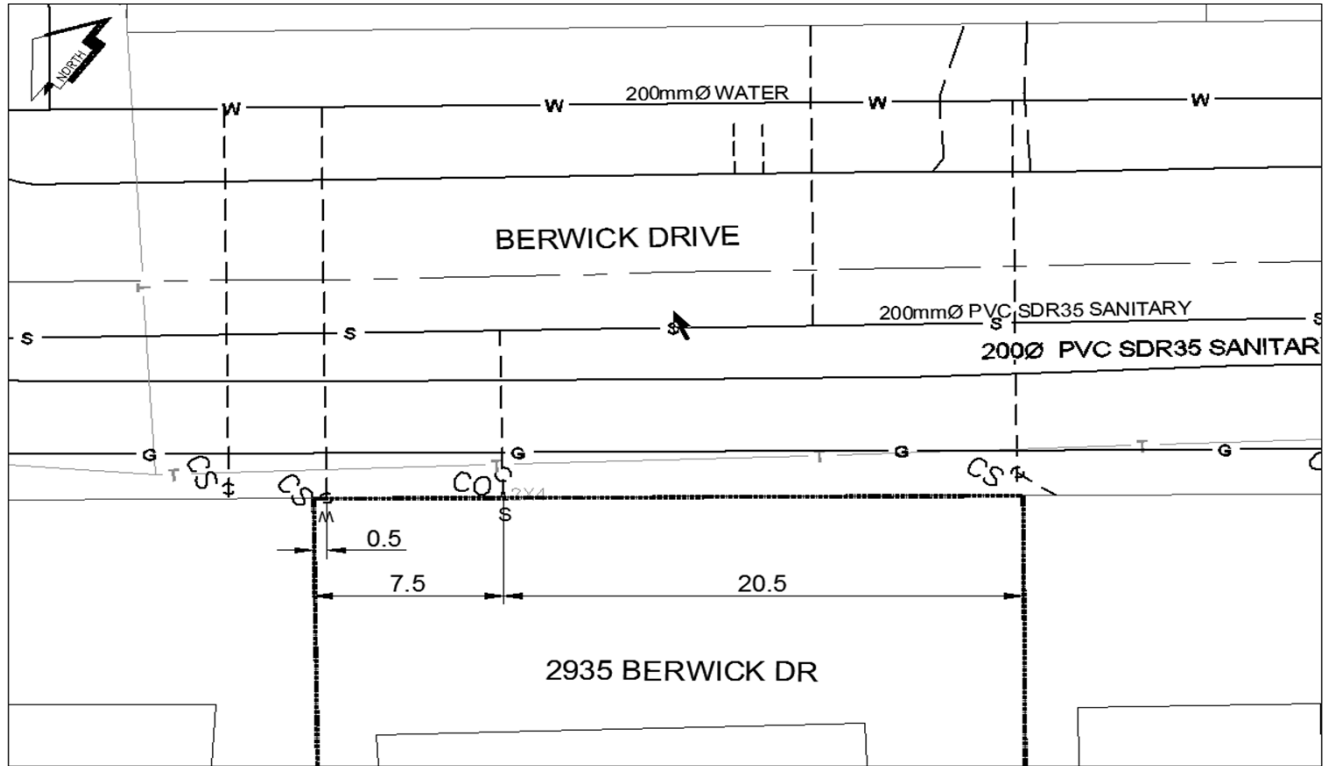 NORTH
W W W W
200mmØ WATER
BERWICK DRIVE
T
200mmØ PVC SDR35 SANITARY
S S S S S
200Ø PVC SDR35 SANITAR
G G G G
T T T T
CS CS CO CS
2X4
W S
0.5
7.5 20.5
2935 BERWICK DR